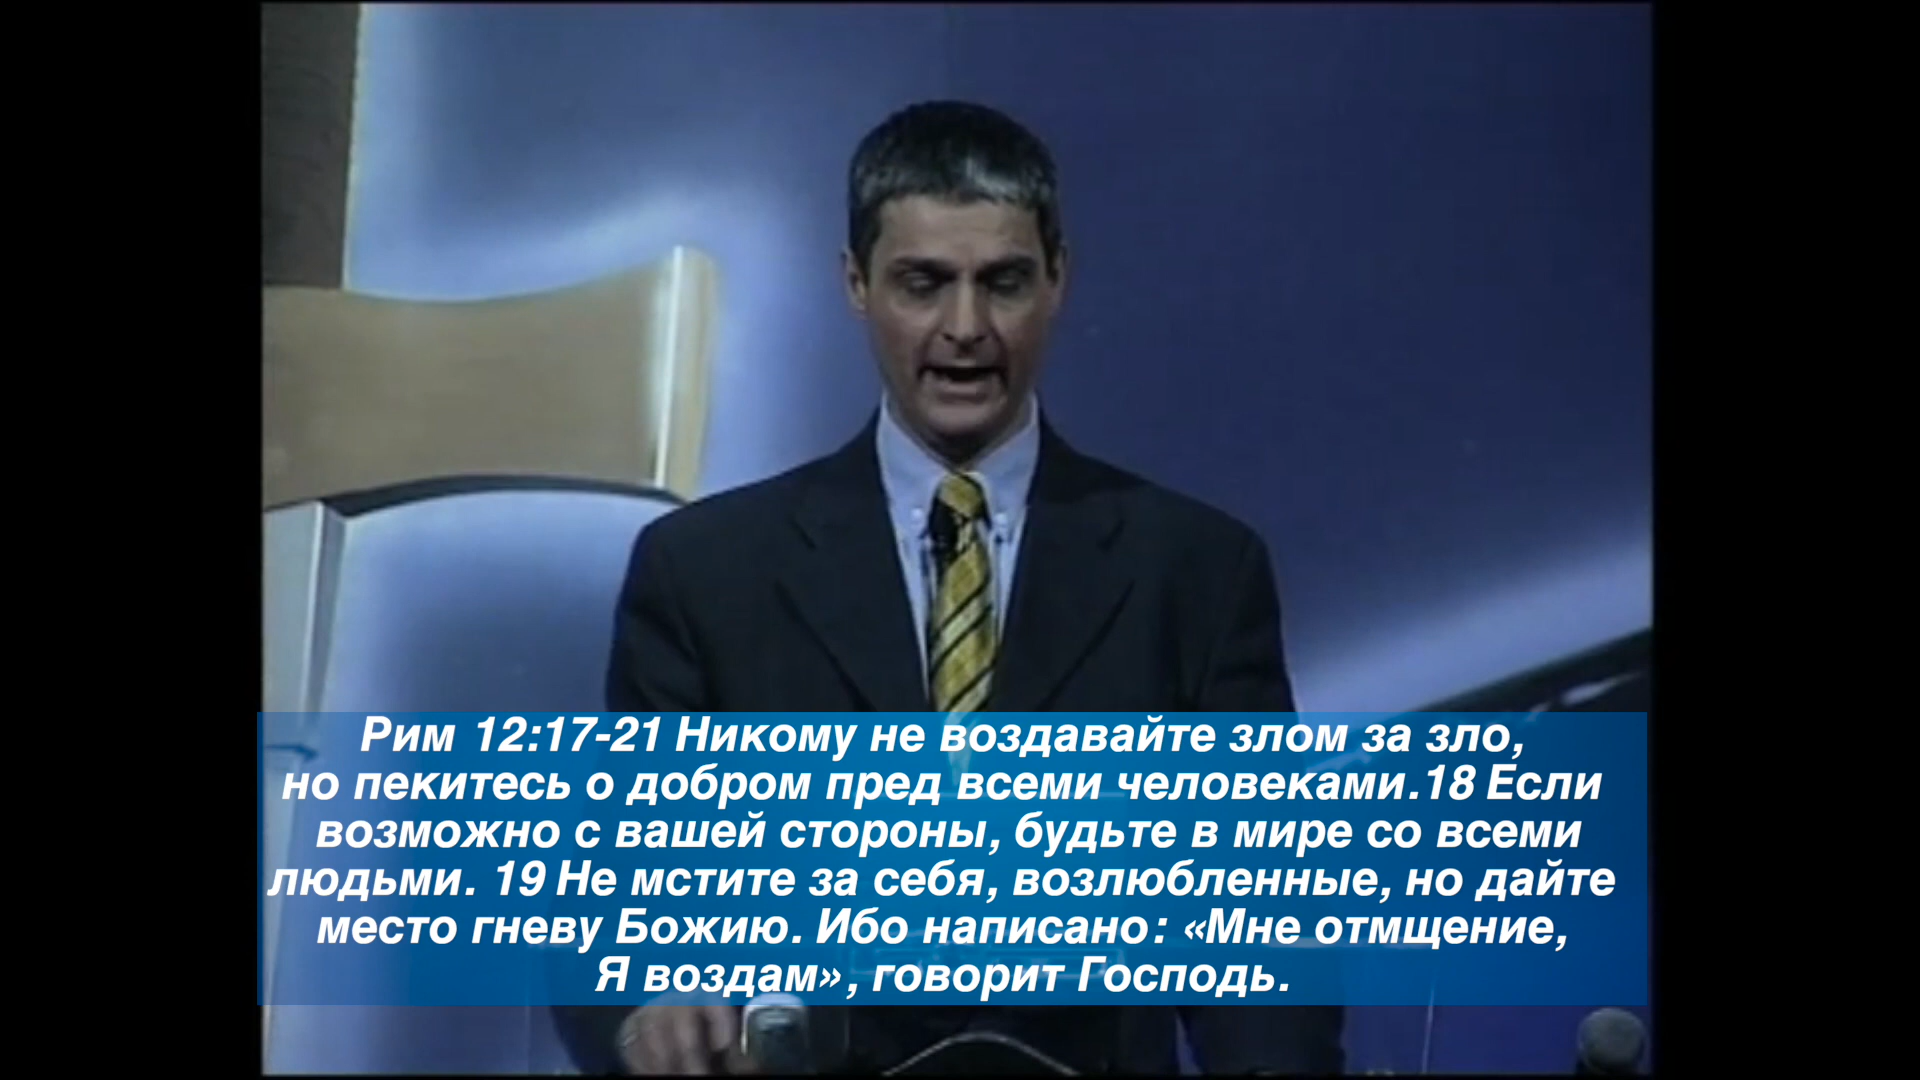 Рим 12:17-21 Никому не воздавайте злом за зло,
но пекитесь о добром пред всеми человеками.18 Если
возможно с вашей стороны, будьте в мире со всеми
людьми. 19 Не мстите за себя, возлюбленные, но дайте
место гневу Божию. Ибо написано: «Мне отмщение,
Я воздам», говорит Господь.